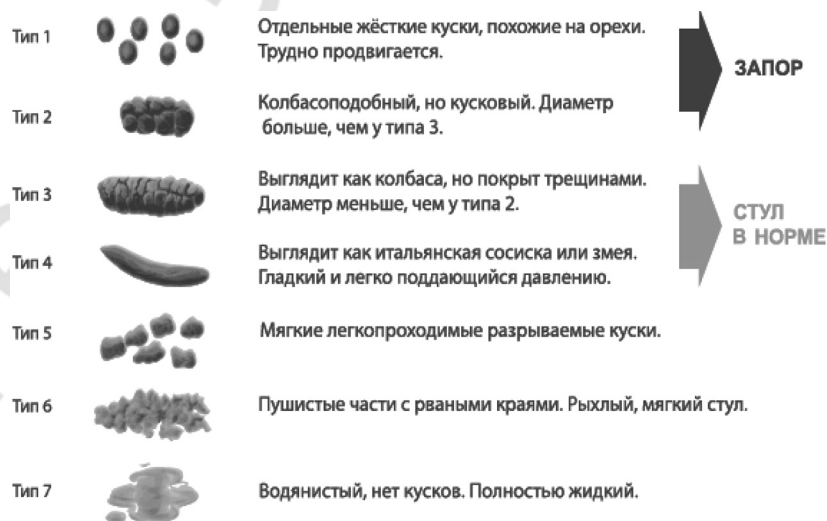 Тип 1
Отдельные жёсткие куски, похожие на орехи.
Трудно продвигается.
ЗАПОР
Тип 2
Колбасоподобный, но кусковый. Диаметр
больше, чем у типа 3.
Тип 3
Выглядит как колбаса, но покрыт трещинами.
Диаметр меньше, чем у типа 2.
СТУЛ
В НОРМЕ
Тип 4
Выглядит как итальянская сосиска или змея.
Гладкий и легко поддающийся давлению.
Тип 5
Мягкие легкопроходимые разрываемые куски.
Тип 6
Пушистые части с рваными краями. Рыхлый, мягкий стул.
Тип 7
Водянистый, нет кусков. Полностью жидкий.